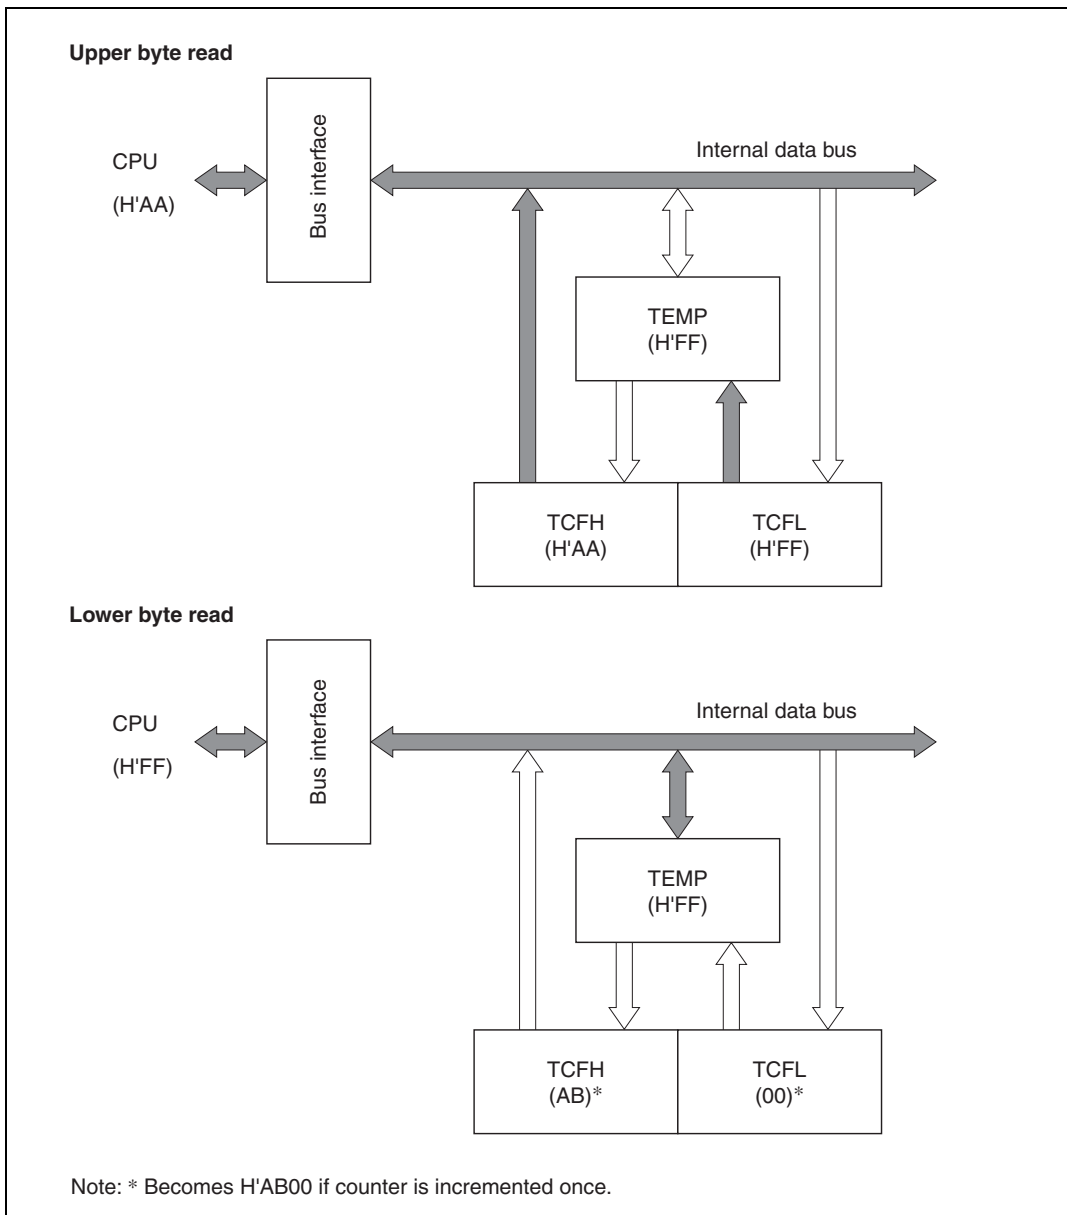 Upper byte read
Bus interface
CPU
(H'AA)
Internal data bus
TEMP
(H'FF)
TCFH
(H'AA)
TCFL
(H'FF)
Lower byte read
Bus interface
CPU
(H'FF)
Internal data bus
TEMP
(H'FF)
TCFH
(AB)*
TCFL
(00)*
Note: * Becomes H'AB00 if counter is incremented once.